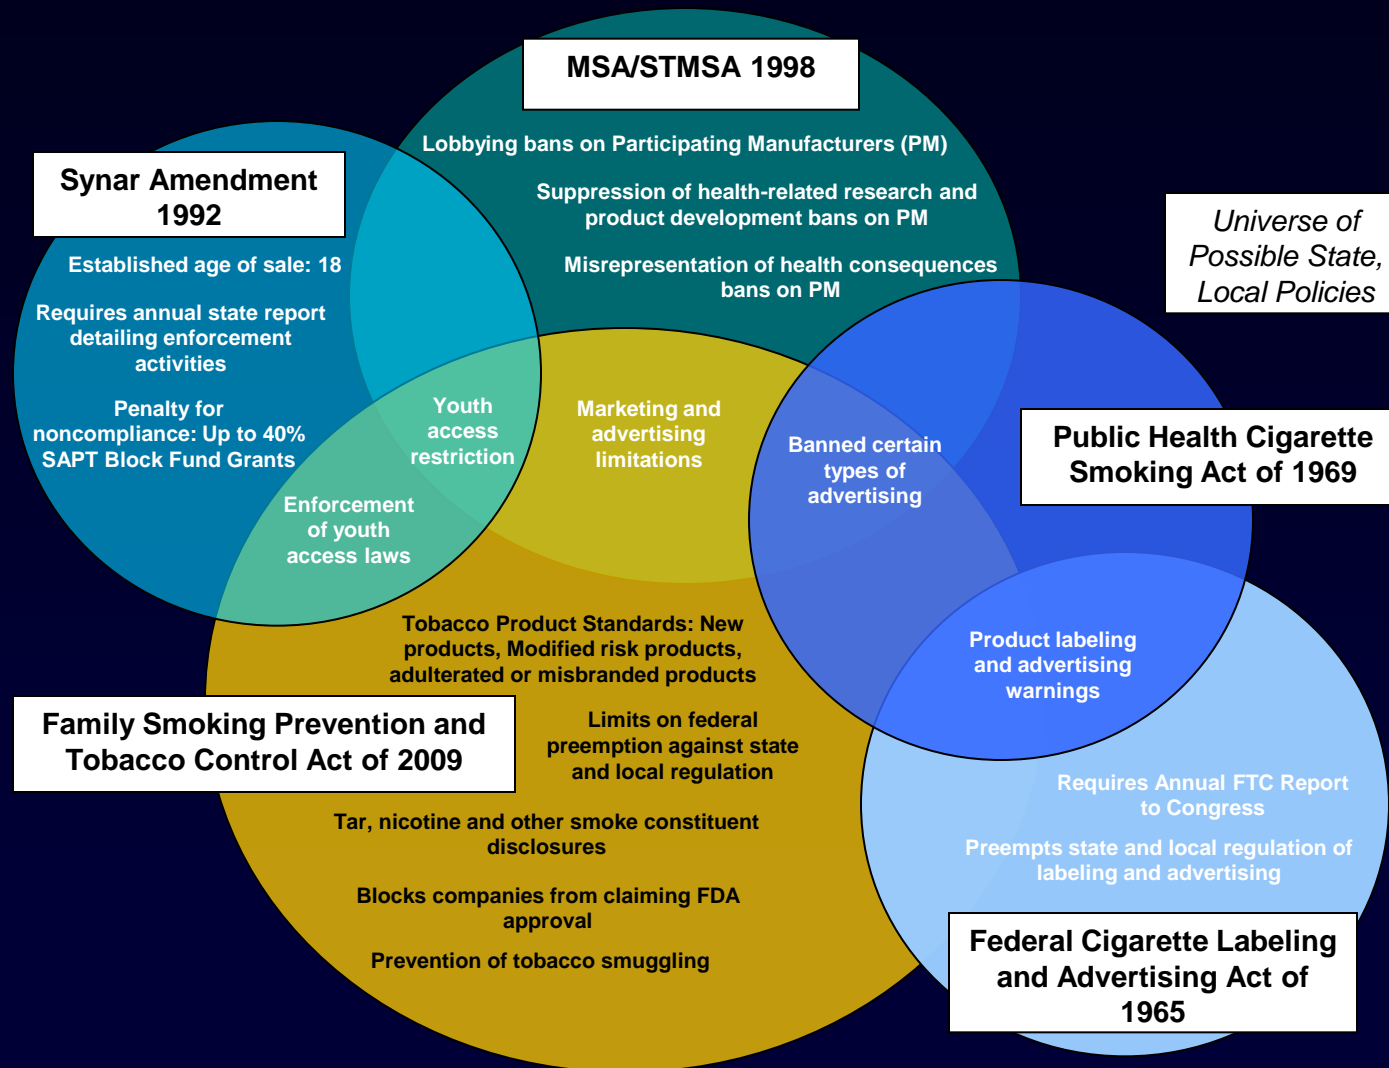 MSA/STMSA 1998
Lobbying bans on Participating Manufacturers (PM)
Suppression of health-related research and
product development bans on PM
Misrepresentation of health consequences
bans on PM
Synar Amendment
1992
Established age of sale: 18
Requires annual state report
detailing enforcement
activities
Penalty for
noncompliance: Up to 40%
SAPT Block Fund Grants
Universe of
Possible State,
Local Policies
Youth
access
restriction
Marketing and
advertising
limitations
Banned certain
types of
advertising
Public Health Cigarette
Smoking Act of 1969
Enforcement
of youth
access laws
Tobacco Product Standards: New
products, Modified risk products,
adulterated or misbranded products
Product labeling
and advertising
warnings
Family Smoking Prevention and
Tobacco Control Act of 2009
Limits on federal
preemption against state
and local regulation
Tar, nicotine and other smoke constituent
disclosures
Blocks companies from claiming FDA
approval
Prevention of tobacco smuggling
Requires Annual FTC Report
to Congress
Preempts state and local regulation of
labeling and advertising
Federal Cigarette Labeling
and Advertising Act of
1965